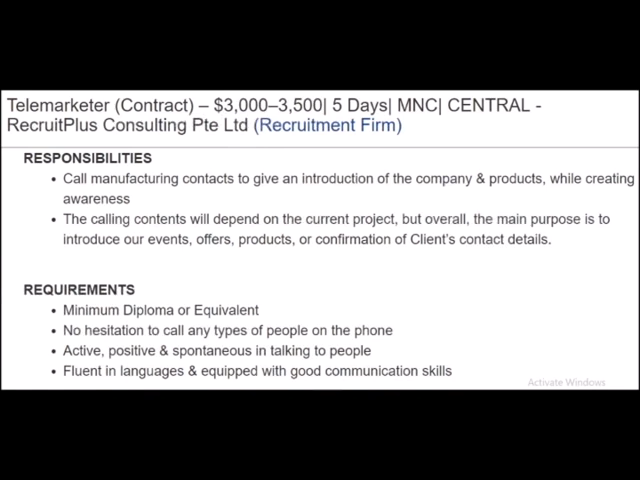 Telemarketer (Contract) – $3,000–3,500| 5 Days| MNC| CENTRAL -
RecruitPlus Consulting Pte Ltd (Recruitment Firm)
RESPONSIBILITIES
• Call manufacturing contacts to give an introduction of the company & products, while creating
awareness
• The calling contents will depend on the current project, but overall, the main purpose is to
introduce our events, offers, products, or confirmation of Client's contact details.
REQUIREMENTS
• Minimum Diploma or Equivalent
• No hesitation to call any types of people on the phone
• Active, positive & spontaneous in talking to people
• Fluent in languages & equipped with good communication skills
Activate Windows